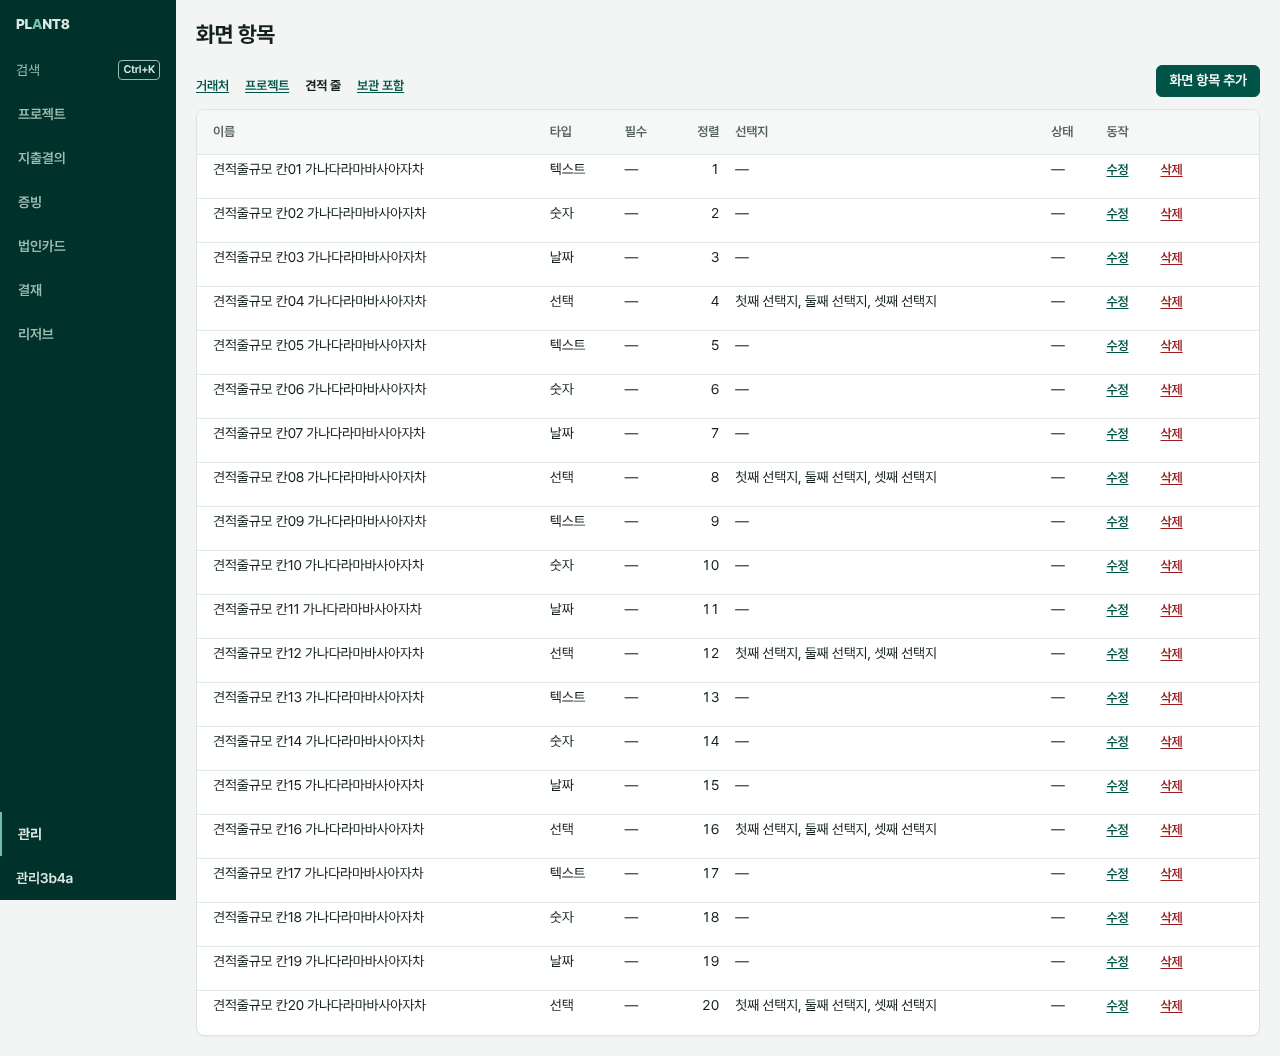 PLANT8
검색 Ctrl+K
프로젝트
지출결의
증빙
법인카드
결재
리저브
관리
관리3b4a
화면 항목
거래처 프로젝트 견적 줄 보관 포함
화면 항목 추가
이름 타입 필수 정렬 선택지 상태 동작
견적줄규모 칸01 가나다라마바사아자차 텍스트 — 1 — — 수정 삭제
견적줄규모 칸02 가나다라마바사아자차 숫자 — 2 — — 수정 삭제
견적줄규모 칸03 가나다라마바사아자차 날짜 — 3 — — 수정 삭제
견적줄규모 칸04 가나다라마바사아자차 선택 — 4 첫째 선택지, 둘째 선택지, 셋째 선택지 — 수정 삭제
견적줄규모 칸05 가나다라마바사아자차 텍스트 — 5 — — 수정 삭제
견적줄규모 칸06 가나다라마바사아자차 숫자 — 6 — — 수정 삭제
견적줄규모 칸07 가나다라마바사아자차 날짜 — 7 — — 수정 삭제
견적줄규모 칸08 가나다라마바사아자차 선택 — 8 첫째 선택지, 둘째 선택지, 셋째 선택지 — 수정 삭제
견적줄규모 칸09 가나다라마바사아자차 텍스트 — 9 — — 수정 삭제
견적줄규모 칸10 가나다라마바사아자차 숫자 — 10 — — 수정 삭제
견적줄규모 칸11 가나다라마바사아자차 날짜 — 11 — — 수정 삭제
견적줄규모 칸12 가나다라마바사아자차 선택 — 12 첫째 선택지, 둘째 선택지, 셋째 선택지 — 수정 삭제
견적줄규모 칸13 가나다라마바사아자차 텍스트 — 13 — — 수정 삭제
견적줄규모 칸14 가나다라마바사아자차 숫자 — 14 — — 수정 삭제
견적줄규모 칸15 가나다라마바사아자차 날짜 — 15 — — 수정 삭제
견적줄규모 칸16 가나다라마바사아자차 선택 — 16 첫째 선택지, 둘째 선택지, 셋째 선택지 — 수정 삭제
견적줄규모 칸17 가나다라마바사아자차 텍스트 — 17 — — 수정 삭제
견적줄규모 칸18 가나다라마바사아자차 숫자 — 18 — — 수정 삭제
견적줄규모 칸19 가나다라마바사아자차 날짜 — 19 — — 수정 삭제
견적줄규모 칸20 가나다라마바사아자차 선택 — 20 첫째 선택지, 둘째 선택지, 셋째 선택지 — 수정 삭제